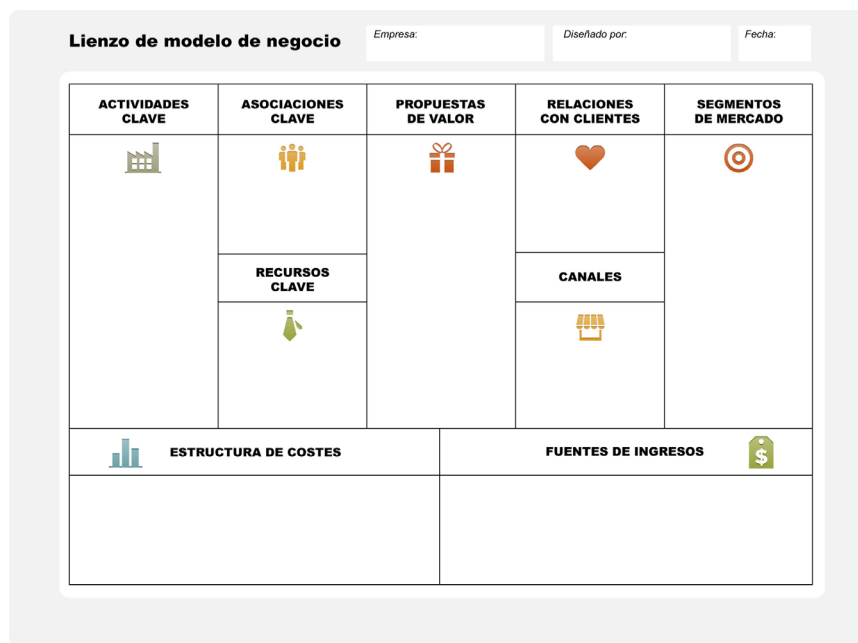 Lienzo de modelo de negocio
Empresa:
Diseñado por:
Fecha:
ACTIVIDADES
CLAVE
ASOCIACIONES
CLAVE
PROPUESTAS
DE VALOR
RELACIONES
CON CLIENTES
SEGMENTOS
DE MERCADO
RECURSOS
CLAVE
CANALES
ESTRUCTURA DE COSTES
FUENTES DE INGRESOS
$